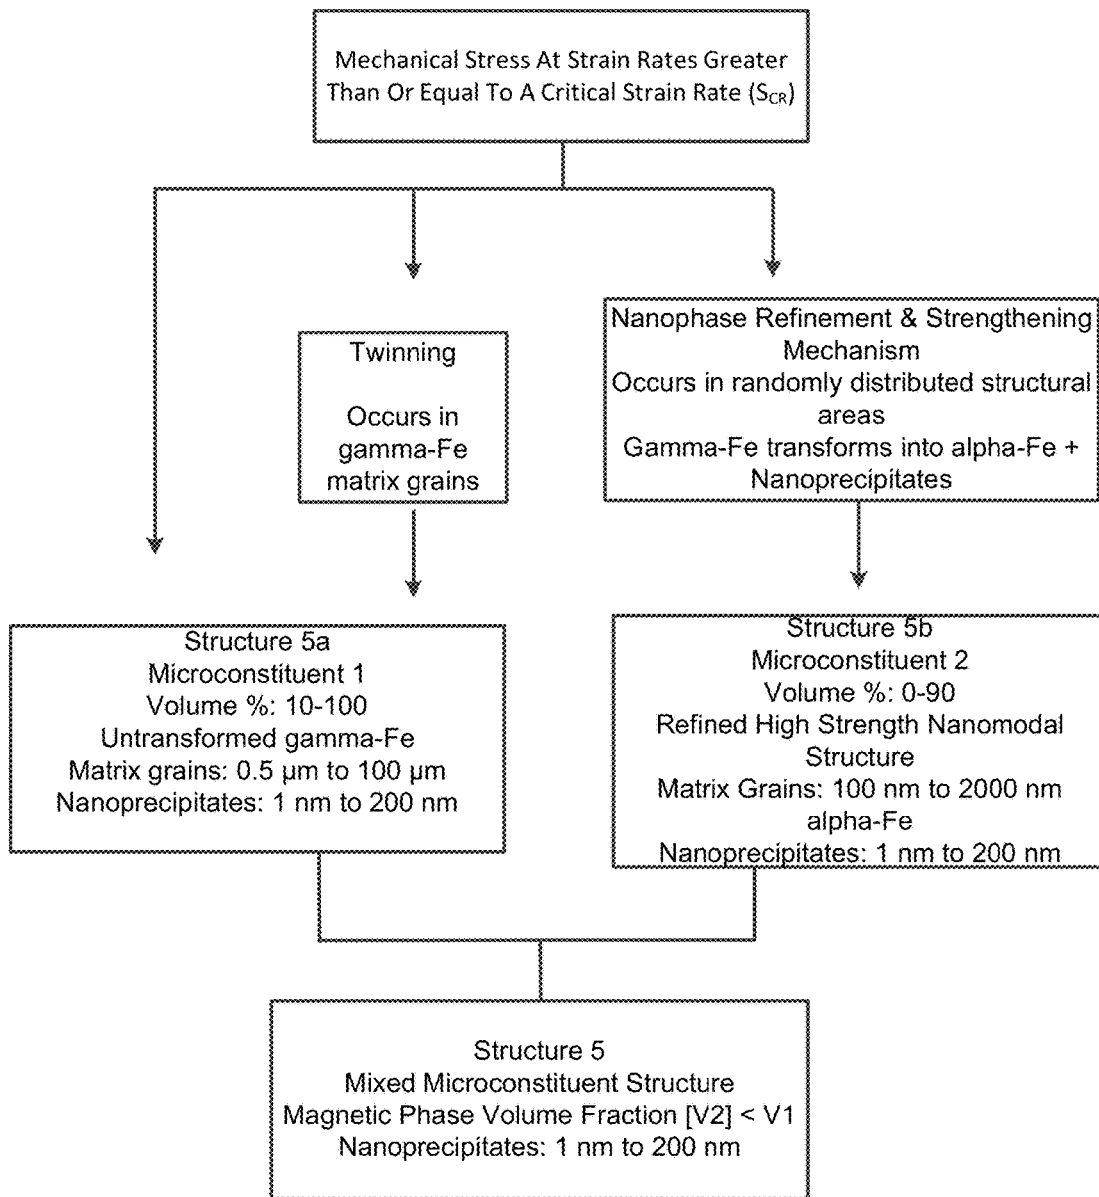 Mechanical Stress At Strain Rates Greater
Than Or Equal To A Critical Strain Rate (SCR)
Twinning
Occurs in
gamma-Fe
matrix grains
Nanophase Refinement & Strengthening
Mechanism
Occurs in randomly distributed structural
areas
Gamma-Fe transforms into alpha-Fe +
Nanoprecipitates
Structure 5a
Microconstituent 1
Volume %: 10-100
Untransformed gamma-Fe
Matrix grains: 0.5 µm to 100 µm
Nanoprecipitates: 1 nm to 200 nm
Structure 5b
Microconstituent 2
Volume %: 0-90
Refined High Strength Nanomodal
Structure
Matrix Grains: 100 nm to 2000 nm
alpha-Fe
Nanoprecipitates: 1 nm to 200 nm
Structure 5
Mixed Microconstituent Structure
Magnetic Phase Volume Fraction [V2] < V1
Nanoprecipitates: 1 nm to 200 nm